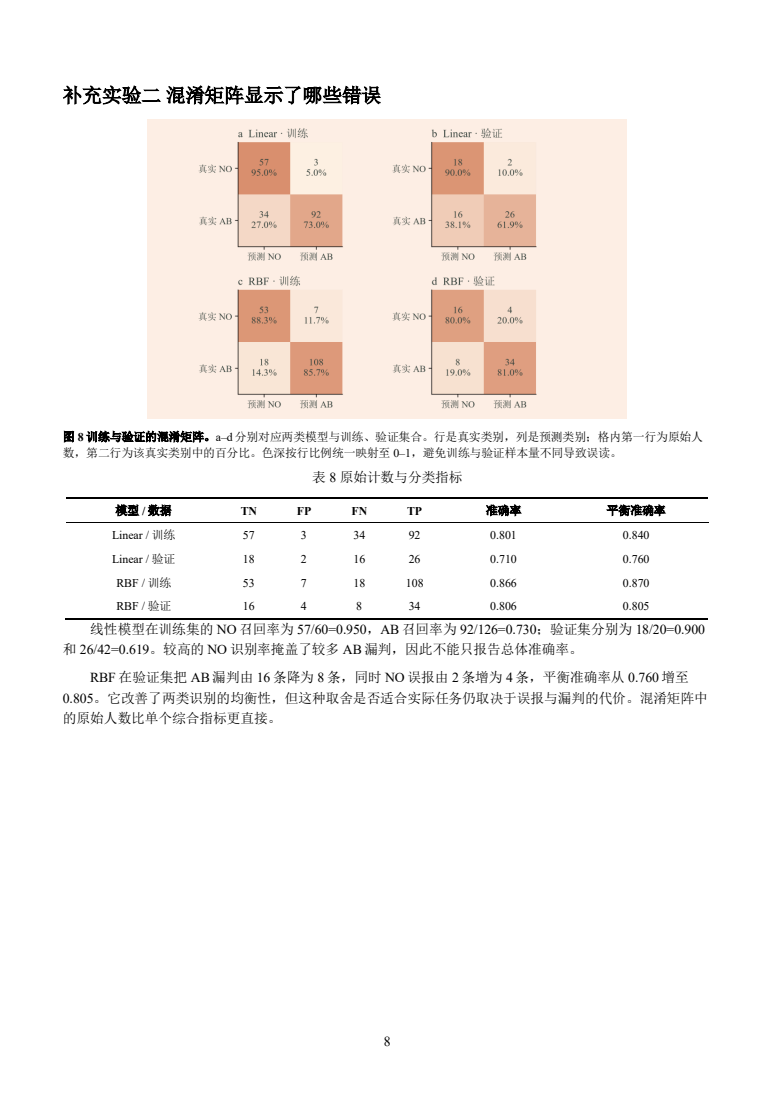 补充实验二 混淆矩阵显示了哪些错误
a Linear · 训练
真实 NO
57
95.0%
3
5.0%
真实 AB
34
27.0%
92
73.0%
预测 NO 预测 AB
b Linear · 验证
真实 NO
18
90.0%
2
10.0%
真实 AB
16
38.1%
26
61.9%
预测 NO 预测 AB
c RBF · 训练
真实 NO
53
88.3%
7
11.7%
真实 AB
18
14.3%
108
85.7%
预测 NO 预测 AB
d RBF · 验证
真实 NO
16
80.0%
4
20.0%
真实 AB
8
19.0%
34
81.0%
预测 NO 预测 AB
图 8 训练与验证的混淆矩阵。a–d 分别对应两类模型与训练、验证集合。行是真实类别，列是预测类别；格内第一行为原始人
数，第二行为该真实类别中的百分比。色深按行比例统一映射至 0–1，避免训练与验证样本量不同导致误读。
表 8 原始计数与分类指标
模型 / 数据 TN FP FN TP 准确率 平衡准确率
Linear / 训练 57 3 34 92 0.801 0.840
Linear / 验证 18 2 16 26 0.710 0.760
RBF / 训练 53 7 18 108 0.866 0.870
RBF / 验证 16 4 8 34 0.806 0.805
线性模型在训练集的 NO 召回率为 57/60=0.950，AB 召回率为 92/126=0.730；验证集分别为 18/20=0.900
和 26/42=0.619。较高的 NO 识别率掩盖了较多 AB 漏判，因此不能只报告总体准确率。
RBF 在验证集把 AB 漏判由 16 条降为 8 条，同时 NO 误报由 2 条增为 4 条，平衡准确率从 0.760 增至
0.805。它改善了两类识别的均衡性，但这种取舍是否适合实际任务仍取决于误报与漏判的代价。混淆矩阵中
的原始人数比单个综合指标更直接。
8